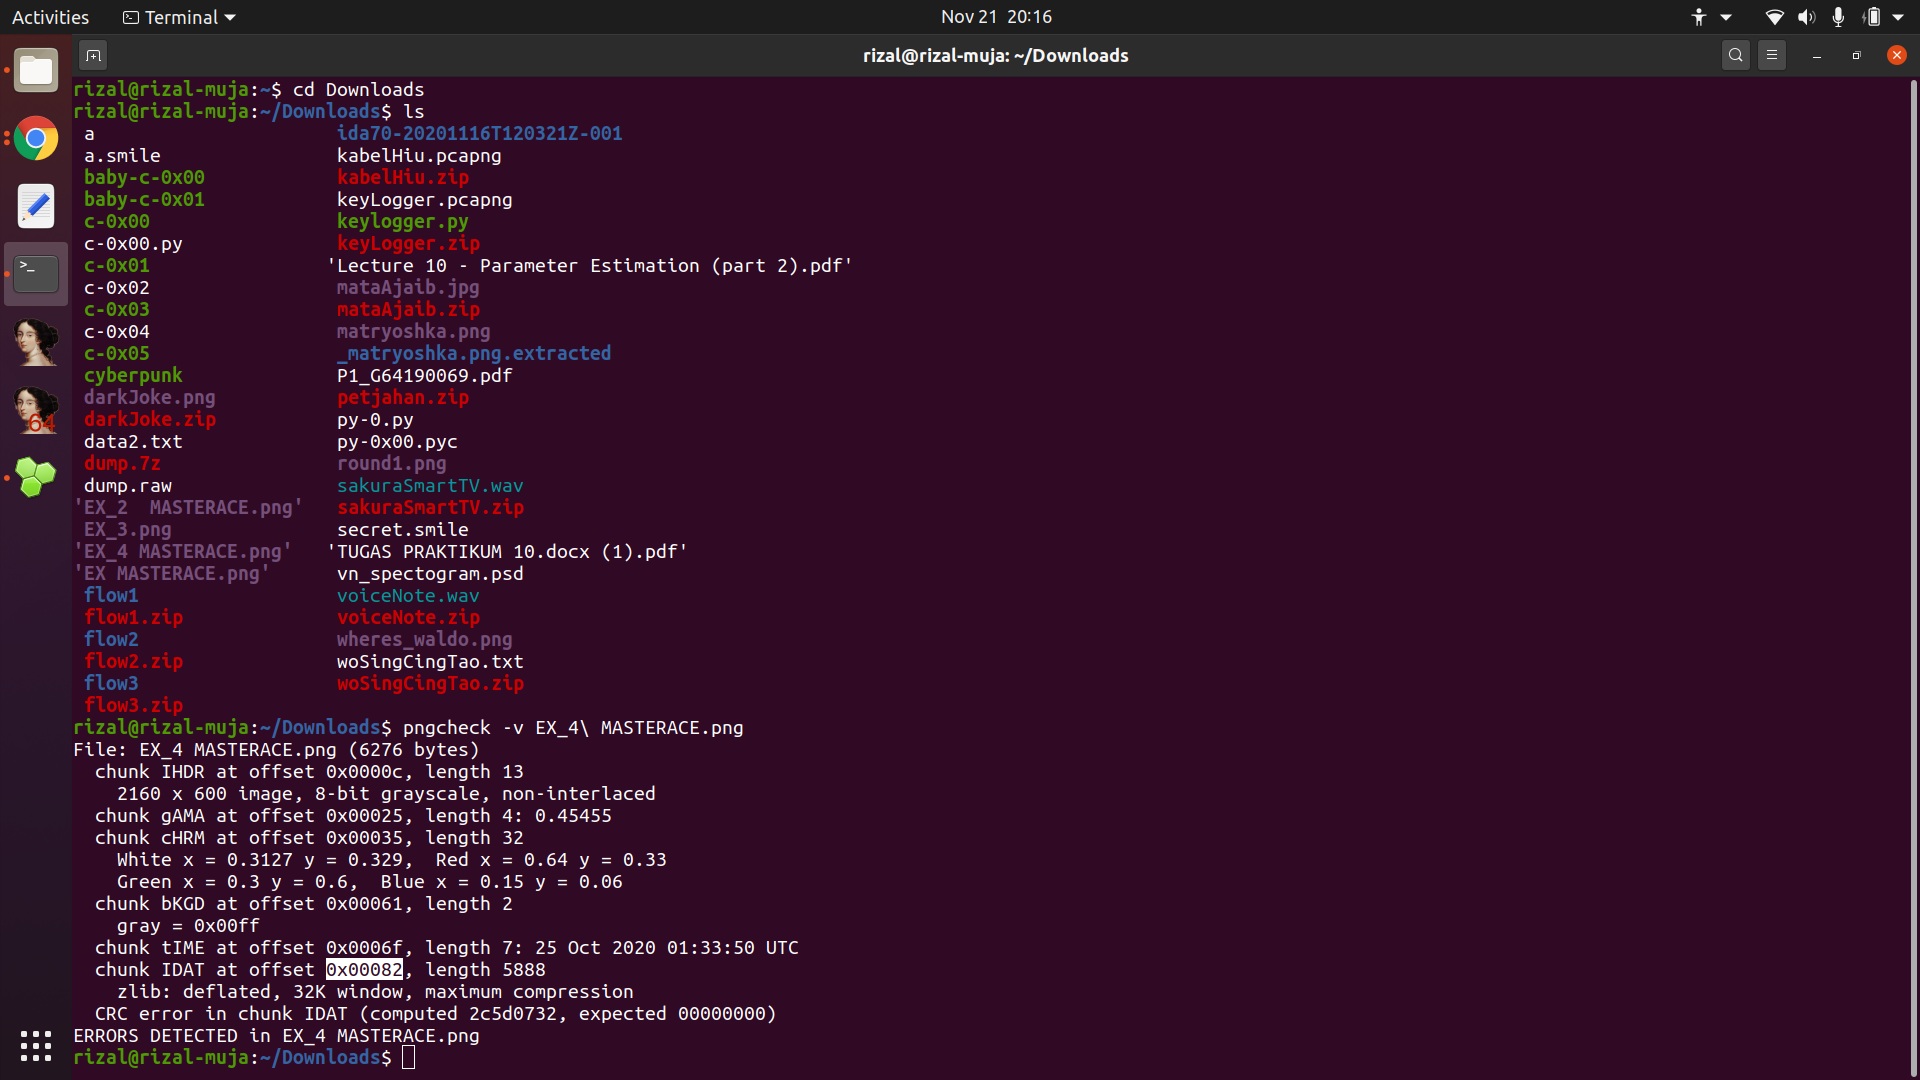 Activities Terminal Nov 21 20:16
rizal@rizal-muja: ~/Downloads
rizal@rizal-muja:~$ cd Downloads
rizal@rizal-muja:~/Downloads$ ls
a ida70-20201116T120321Z-001
a.smile kabelHiu.pcapng
baby-c-0x00 kabelHiu.zip
baby-c-0x01 keyLogger.pcapng
c-0x00 keylogger.py
c-0x00.py keyLogger.zip
c-0x01 'Lecture 10 - Parameter Estimation (part 2).pdf'
c-0x02 mataAjaib.jpg
c-0x03 mataAjaib.zip
c-0x04 matryoshka.png
c-0x05 _matryoshka.png.extracted
cyberpunk P1_G64190069.pdf
darkJoke.png petjahan.zip
darkJoke.zip py-0.py
data2.txt py-0x00.pyc
dump.7z round1.png
dump.raw sakuraSmartTV.wav
'EX_2  MASTERACE.png' sakuraSmartTV.zip
EX_3.png secret.smile
'EX_4 MASTERACE.png' 'TUGAS PRAKTIKUM 10.docx (1).pdf'
'EX MASTERACE.png' vn_spectogram.psd
flow1 voiceNote.wav
flow1.zip voiceNote.zip
flow2 wheres_waldo.png
flow2.zip woSingCingTao.txt
flow3 woSingCingTao.zip
flow3.zip
rizal@rizal-muja:~/Downloads$ pngcheck -v EX_4\ MASTERACE.png
File: EX_4 MASTERACE.png (6276 bytes)
chunk IHDR at offset 0x0000c, length 13
2160 x 600 image, 8-bit grayscale, non-interlaced
chunk gAMA at offset 0x00025, length 4: 0.45455
chunk cHRM at offset 0x00035, length 32
White x = 0.3127 y = 0.329,  Red x = 0.64 y = 0.33
Green x = 0.3 y = 0.6,  Blue x = 0.15 y = 0.06
chunk bKGD at offset 0x00061, length 2
gray = 0x00ff
chunk tIME at offset 0x0006f, length 7: 25 Oct 2020 01:33:50 UTC
chunk IDAT at offset 0x00082, length 5888
zlib: deflated, 32K window, maximum compression
CRC error in chunk IDAT (computed 2c5d0732, expected 00000000)
ERRORS DETECTED in EX_4 MASTERACE.png
rizal@rizal-muja:~/Downloads$
64